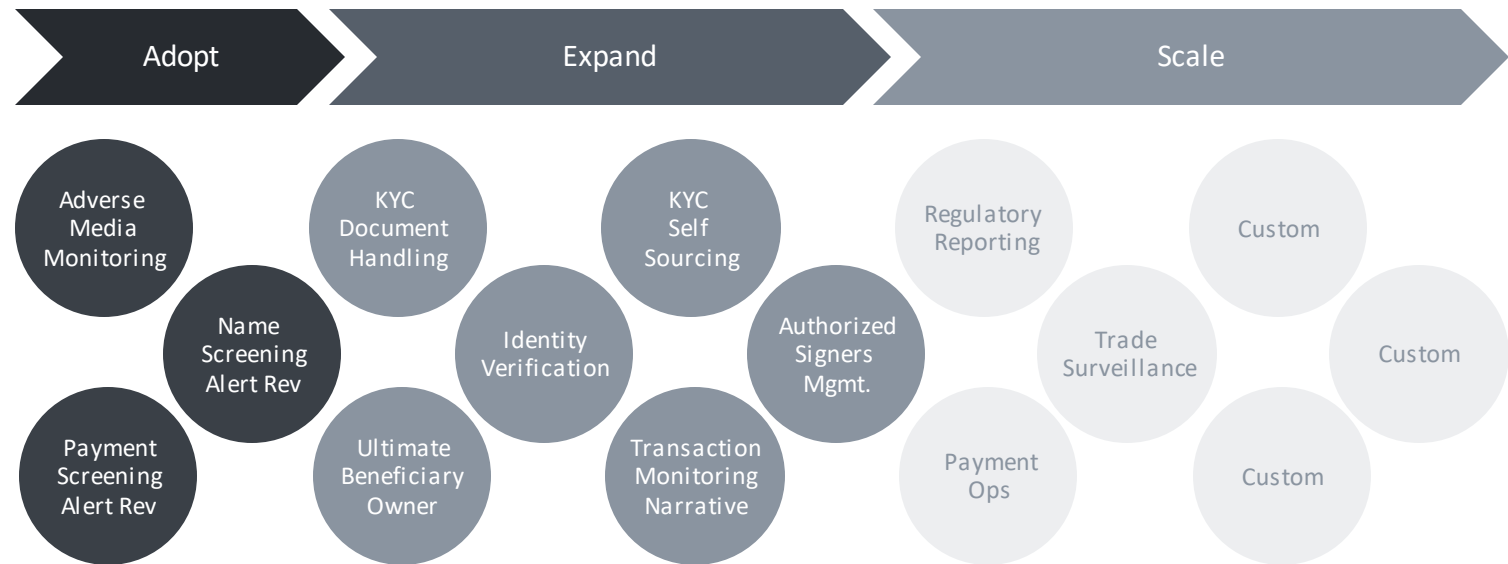 Adopt
Expand
Scale
Adverse
Media
Monitoring
Name
Screening
Alert Rev
Payment
Screening
Alert Rev
KYC
Document
Handling
Identity
Verification
Ultimate
Beneficiary
Owner
KYC
Self
Sourcing
Authorized
Signers
Mgmt.
Transaction
Monitoring
Narrative
Regulatory
Reporting
Trade
Surveillance
Payment
Ops
Custom
Custom
Custom